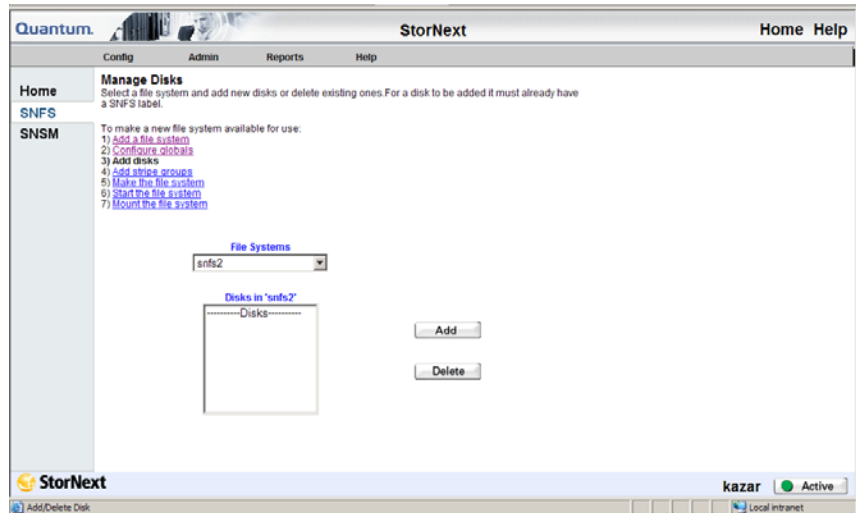 Quantum. StorNext Home Help
Config Admin Reports Help
Home
SNFS
SNSM
Manage Disks
Select a file system and add new disks or delete existing ones.For a disk to be added it must already have
a SNFS label.
To make a new file system available for use:
1) Add a file system
2) Configure globals
3) Add disks
4) Add stripe groups
5) Make the file system
6) Start the file system
7) Mount the file system
File Systems
snfs2
Disks in 'snfs2'
----------Disks----------
Add
Delete
StorNext
kazar Active
Add/Delete Disk Local intranet